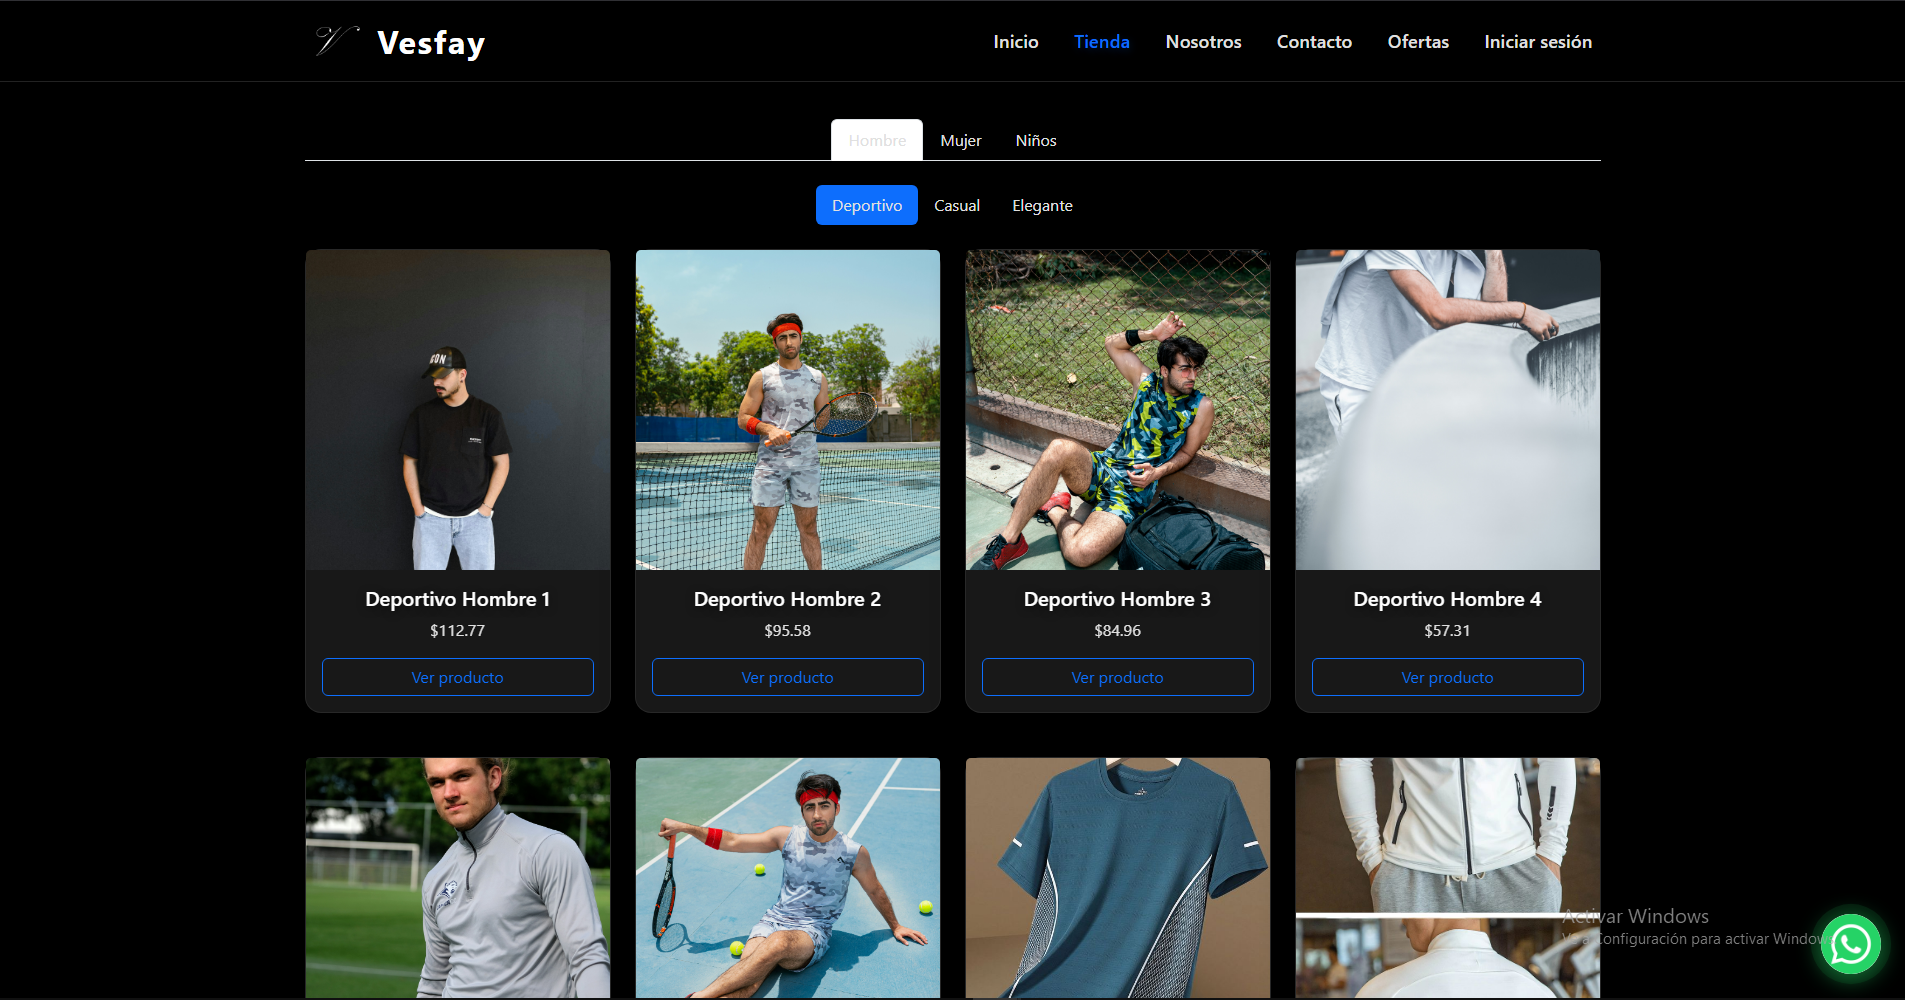 Vesfay
Inicio Tienda Nosotros Contacto Ofertas Iniciar sesión
Hombre Mujer Niños
Deportivo Casual Elegante
ICON
Deportivo Hombre 1
$112.77
Ver producto
Deportivo Hombre 2
$95.58
Ver producto
Deportivo Hombre 3
$84.96
Ver producto
Deportivo Hombre 4
$57.31
Ver producto
Activar Windows
Ve a Configuración para activar Windows